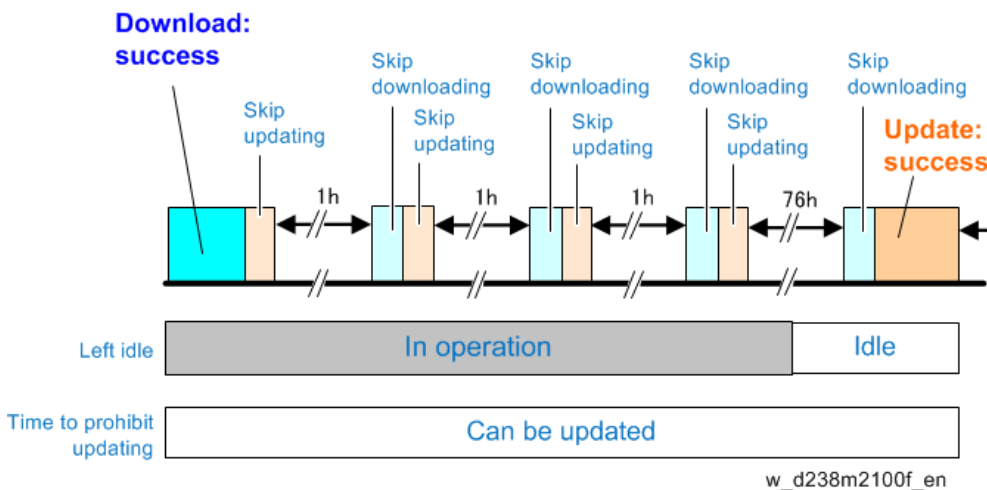 Download:
success
Skip
updating
Skip
downloading
Skip
updating
Skip
downloading
Skip
updating
Skip
downloading
Skip
updating
Skip
downloading
Update:
success
1h
1h
1h
76h
Left idle
In operation
Idle
Time to prohibit
updating
Can be updated
w_d238m2100f_en